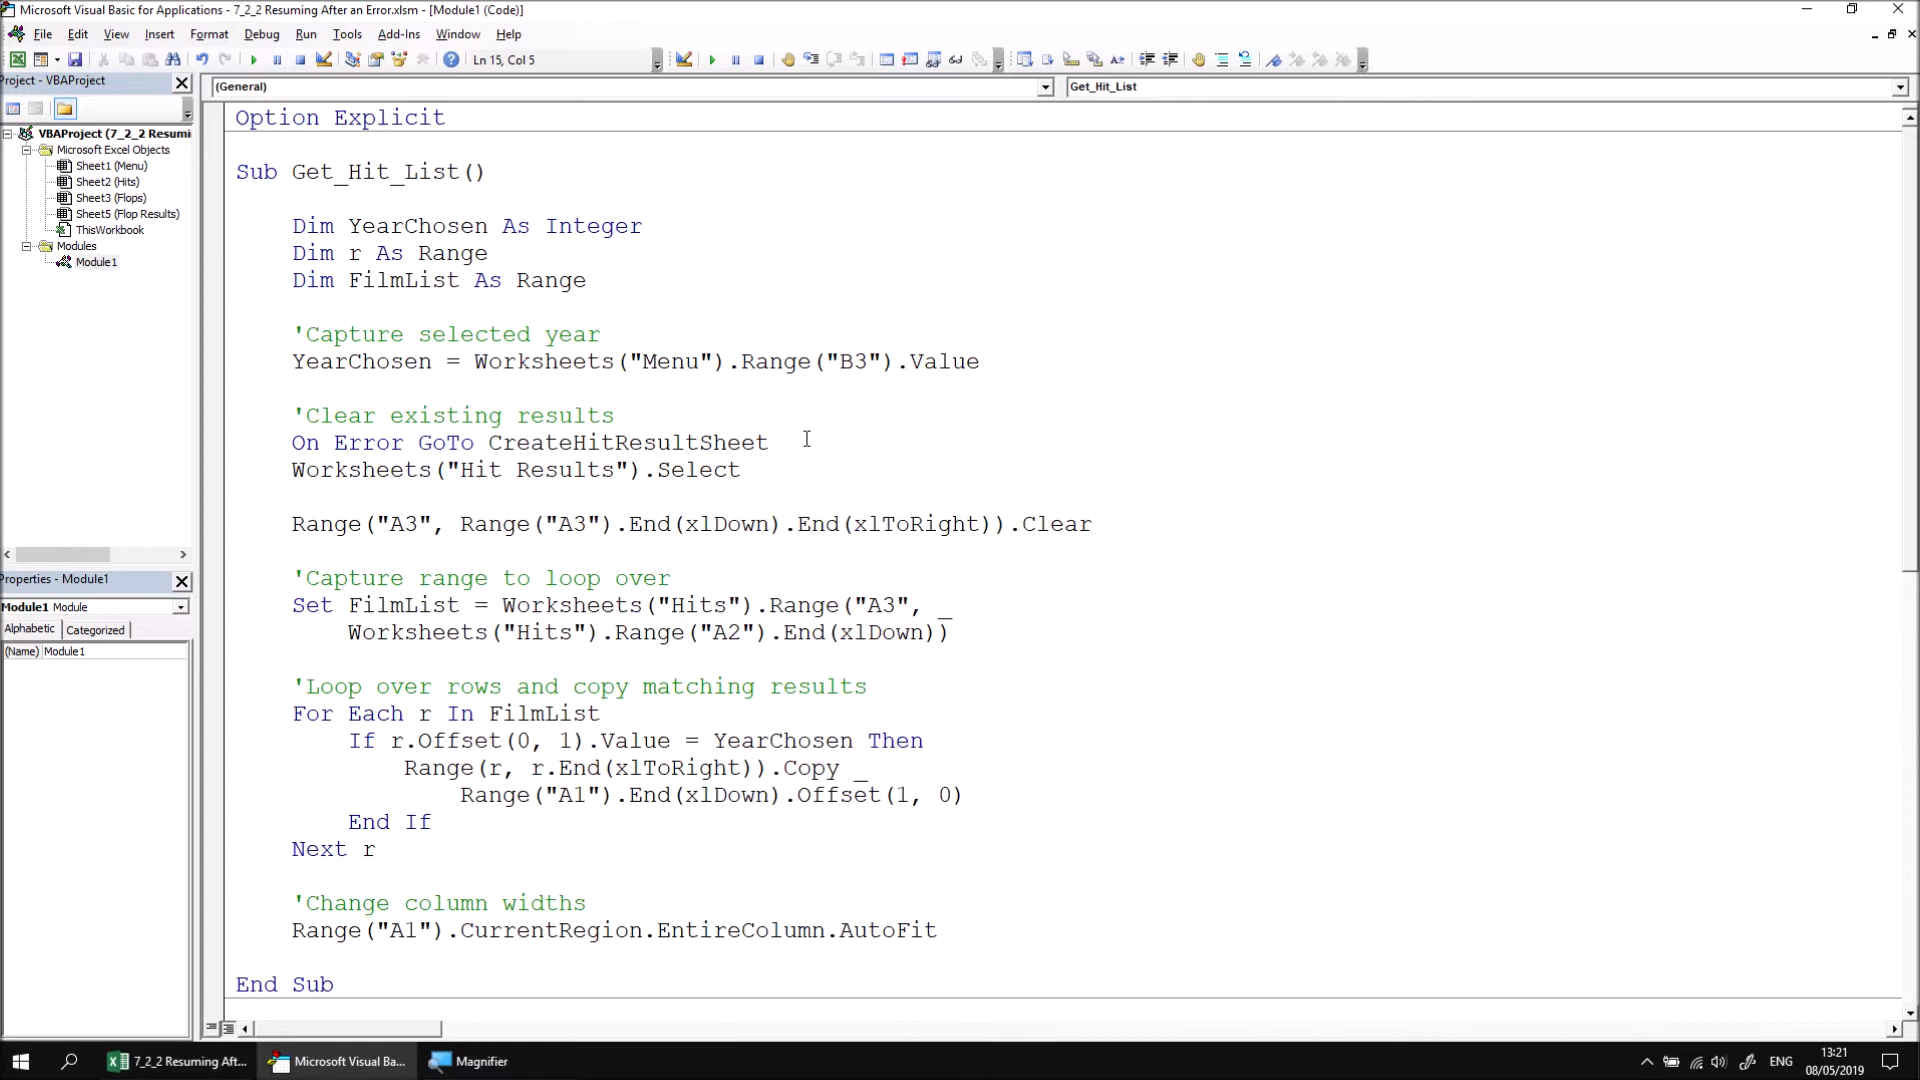 Microsoft Visual Basic for Applications - 7_2_2 Resuming After an Error.xlsm - [Module1 (Code)]
File Edit View Insert Format Debug Run Tools Add-Ins Window Help
Ln 15, Col 5
Project - VBAProject
(General)
Get_Hit_List
VBAProject (7_2_2 Resumi
Microsoft Excel Objects
Sheet1 (Menu)
Sheet2 (Hits)
Sheet3 (Flops)
Sheet5 (Flop Results)
ThisWorkbook
Modules
Module1
Properties - Module1
Module1 Module
Alphabetic Categorized
(Name) Module1
Option Explicit
Sub Get_Hit_List()
Dim YearChosen As Integer
Dim r As Range
Dim FilmList As Range
'Capture selected year
YearChosen = Worksheets("Menu").Range("B3").Value
'Clear existing results
On Error GoTo CreateHitResultSheet
Worksheets("Hit Results").Select
Range("A3", Range("A3").End(xlDown).End(xlToRight)).Clear
'Capture range to loop over
Set FilmList = Worksheets("Hits").Range("A3", _
Worksheets("Hits").Range("A2").End(xlDown))
'Loop over rows and copy matching results
For Each r In FilmList
If r.Offset(0, 1).Value = YearChosen Then
Range(r, r.End(xlToRight)).Copy _
Range("A1").End(xlDown).Offset(1, 0)
End If
Next r
'Change column widths
Range("A1").CurrentRegion.EntireColumn.AutoFit
End Sub
7_2_2 Resuming Aft...
Microsoft Visual Ba...
Magnifier
ENG
13:21
08/05/2019